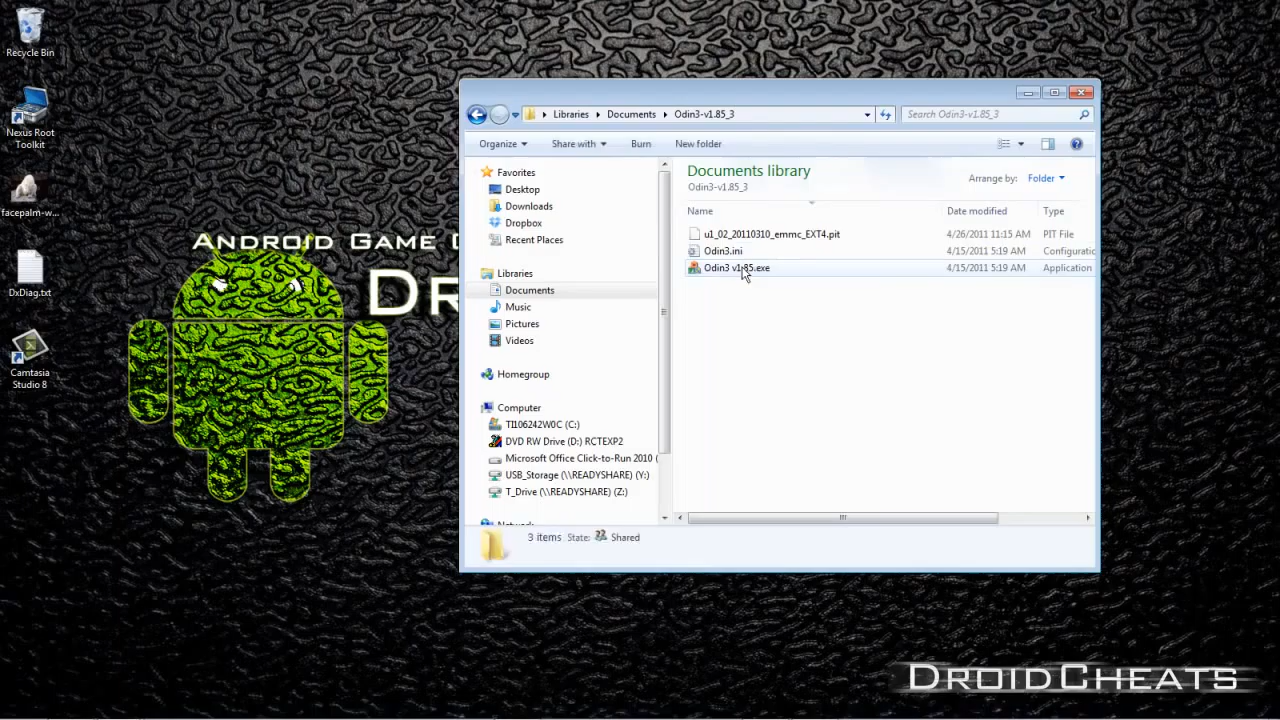 Recycle Bin
Nexus Root
Toolkit
facepalm-w...
DxDiag.txt
Camtasia
Studio 8
Android Game
Dr
Libraries
Documents
Odin3-v1.85_3
Search Odin3-v1.85_3
Organize
Share with
Burn
New folder
Favorites
Desktop
Downloads
Dropbox
Recent Places
Libraries
Documents
Music
Pictures
Videos
Homegroup
Computer
TI106242W0C (C:)
DVD RW Drive (D:) RCTEXP2
Microsoft Office Click-to-Run 2010 (
USB_Storage (\\READYSHARE) (Y:)
T_Drive (\\READYSHARE) (Z:)
Network
Documents library
Odin3-v1.85_3
Arrange by: Folder
Name Date modified Type
u1_02_20110310_emmc_EXT4.pit 4/26/2011 11:15 AM PIT File
Odin3.ini 4/15/2011 5:19 AM Configuratio
Odin3 v1.85.exe 4/15/2011 5:19 AM Application
3 items State: Shared
DroidCheats